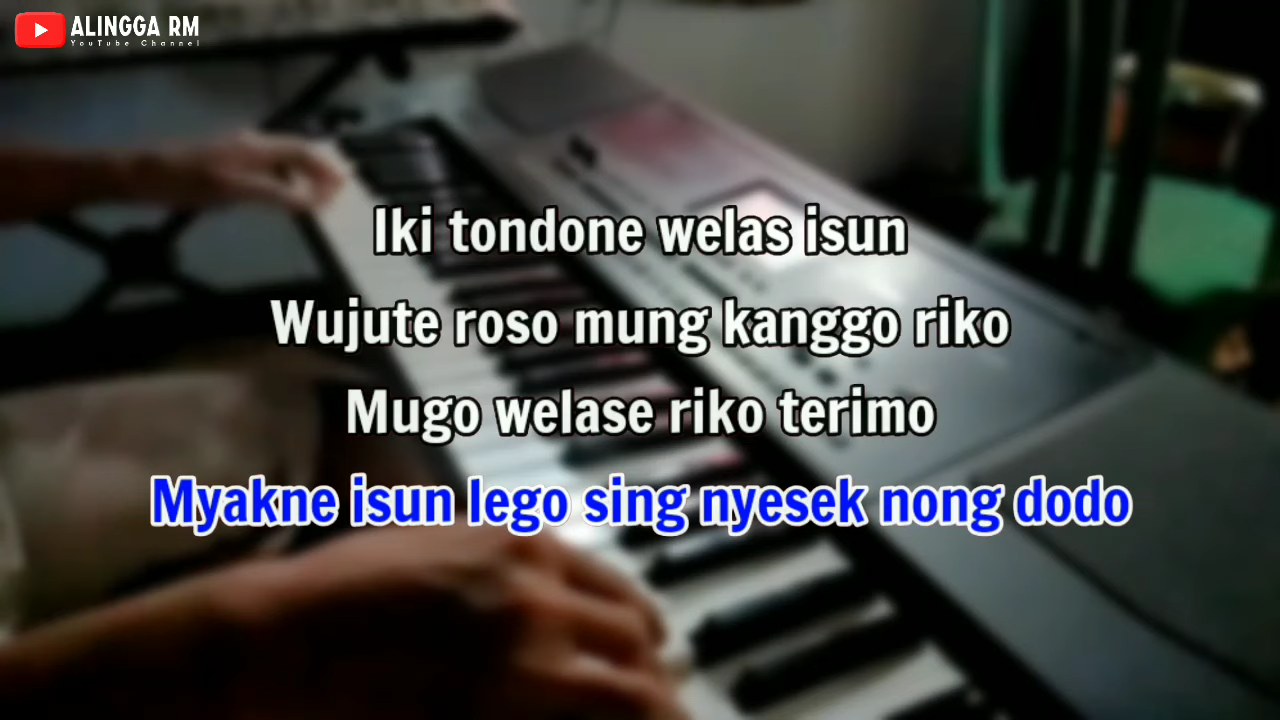 ALINGGA RM
YouTube Channel
Iki tondone welas isun
Wujute roso mung kanggo riko
Mugo welase riko terimo
Myakne isun lego sing nyesek nong dodo